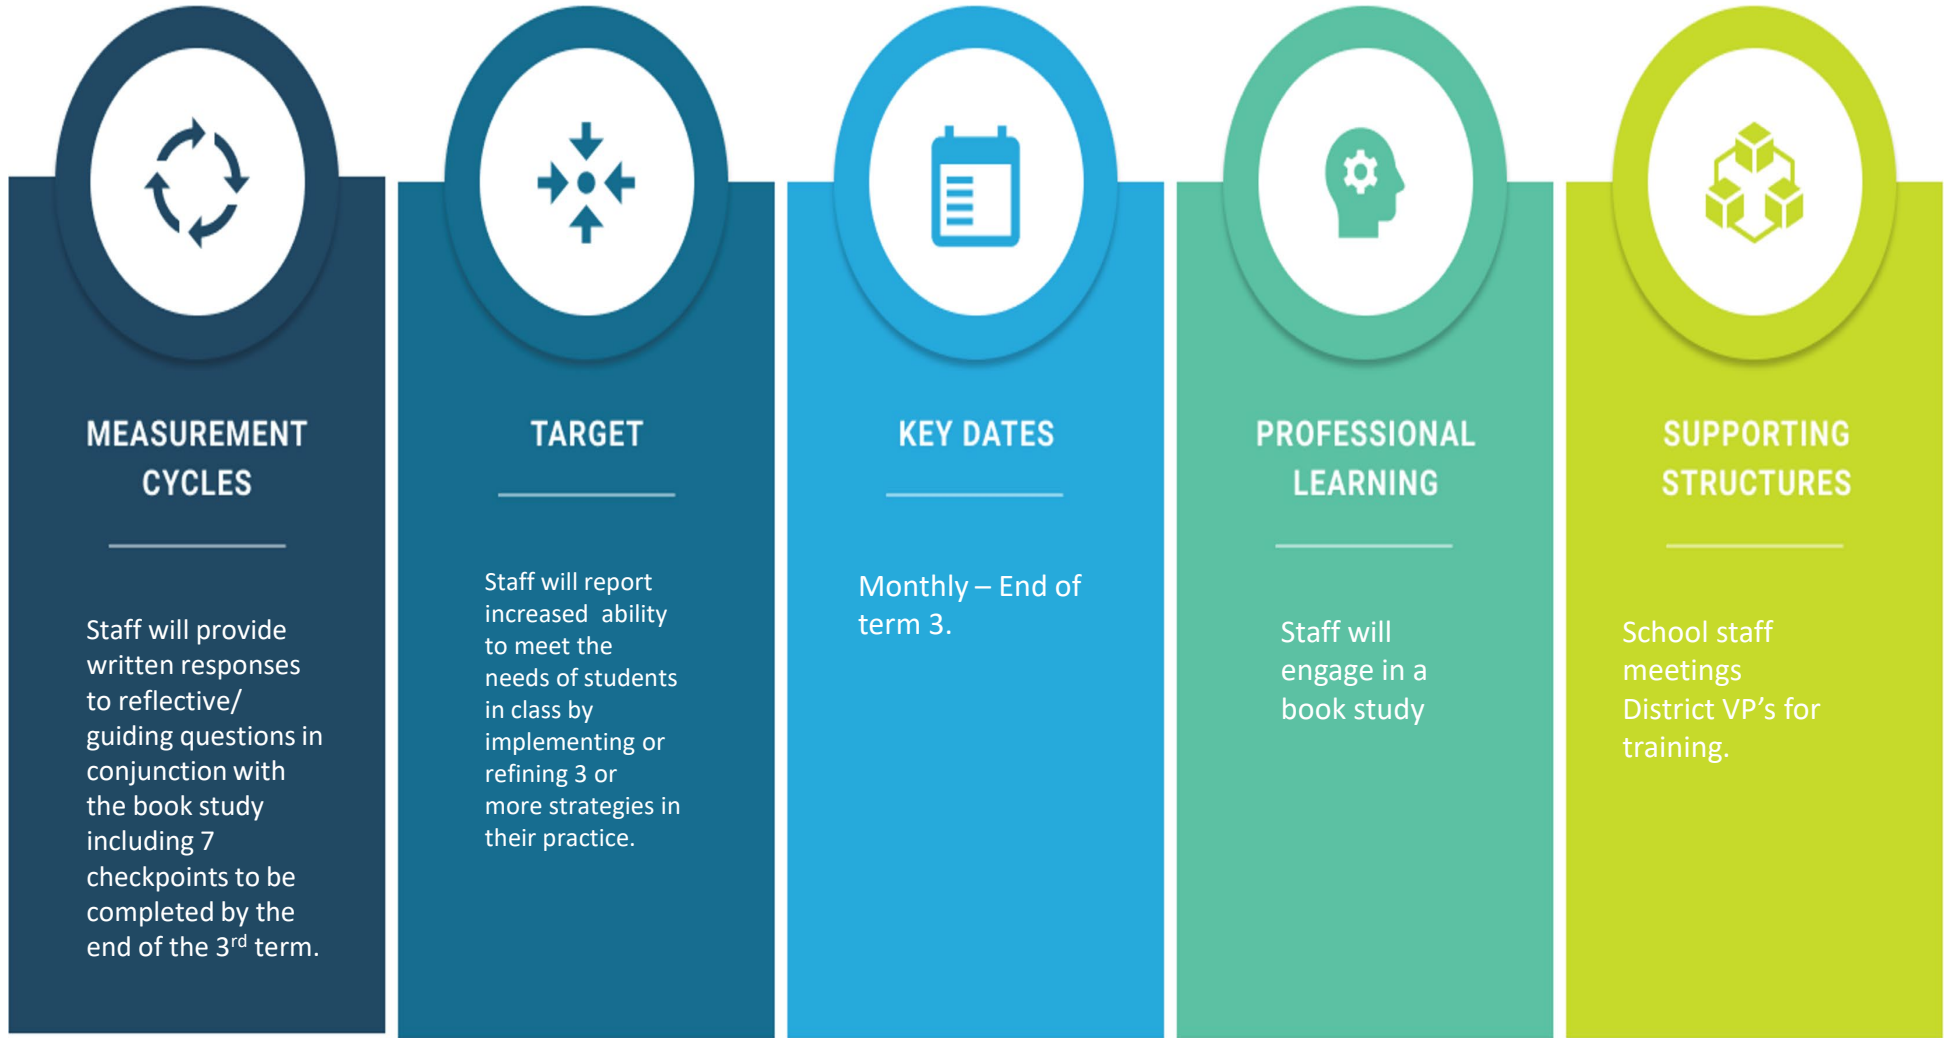 MEASUREMENT
CYCLES
Staff will provide
written responses
to reflective/
guiding questions in
conjunction with
the book study
including 7
checkpoints to be
completed by the
end of the 3rd term.
TARGET
Staff will report
increased  ability
to meet the
needs of students
in class by
implementing or
refining 3 or
more strategies in
their practice.
KEY DATES
Monthly – End of
term 3.
PROFESSIONAL
LEARNING
Staff will
engage in a
book study
SUPPORTING
STRUCTURES
School staff
meetings
District VP’s for
training.